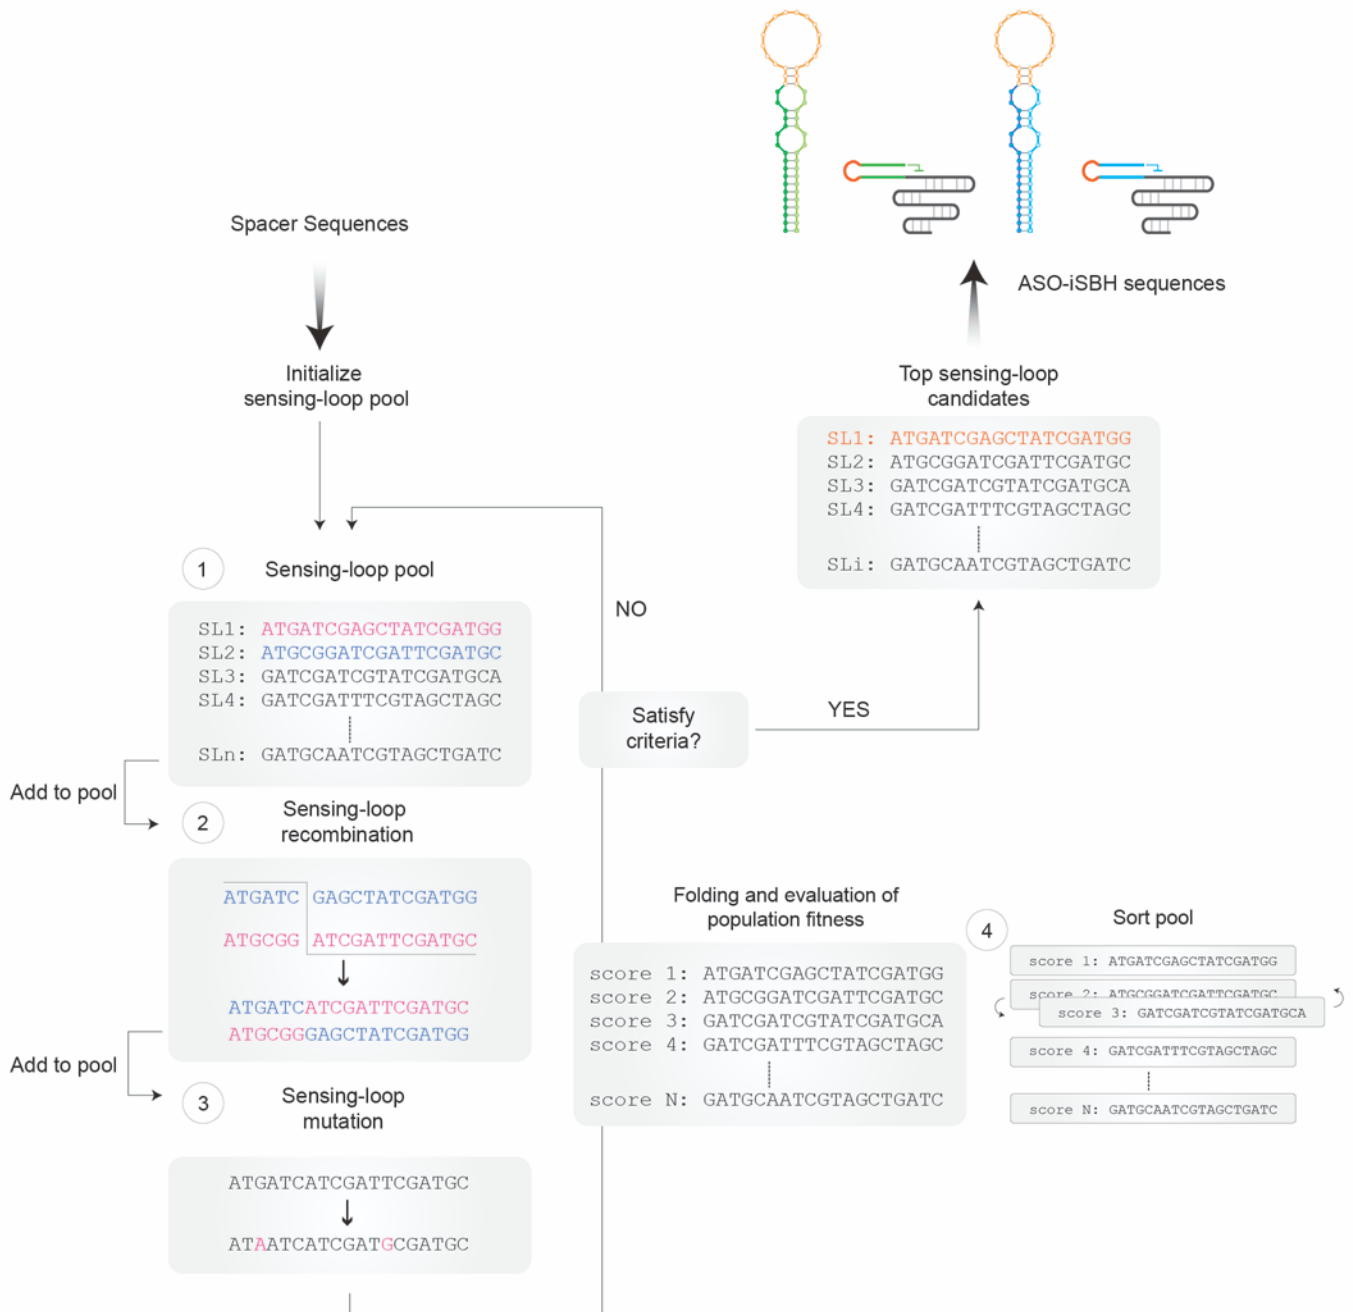 Spacer Sequences
Initialize
sensing-loop pool
1
Sensing-loop pool
SL1: ATGATCGAGCTATCGATGG
SL2: ATGCGGATCGATTCGATGC
SL3: GATCGATCGTATCGATGCA
SL4: GATCGATTTCGTAGCTAGC
SLn: GATGCAATCGTAGCTGATC
Add to pool
2
Sensing-loop
recombination
ATGATC GAGCTATCGATGG
ATGCGG ATCGATTCGATGC
ATGATCATCGATTCGATGC
ATGCGGGAGCTATCGATGG
Add to pool
3
Sensing-loop
mutation
ATGATCATCGATTCGATGC
ATAATCATCGATGCGATGC
Folding and evaluation of
population fitness
score 1: ATGATCGAGCTATCGATGG
score 2: ATGCGGATCGATTCGATGC
score 3: GATCGATCGTATCGATGCA
score 4: GATCGATTTCGTAGCTAGC
score N: GATGCAATCGTAGCTGATC
4
Sort pool
score 1: ATGATCGAGCTATCGATGG
score 2: ATGCGGATCGATTCGATGC
score 3: GATCGATCGTATCGATGCA
score 4: GATCGATTTCGTAGCTAGC
score N: GATGCAATCGTAGCTGATC
Satisfy
criteria?
NO
YES
Top sensing-loop
candidates
SL1: ATGATCGAGCTATCGATGG
SL2: ATGCGGATCGATTCGATGC
SL3: GATCGATCGTATCGATGCA
SL4: GATCGATTTCGTAGCTAGC
SLi: GATGCAATCGTAGCTGATC
ASO-iSBH sequences